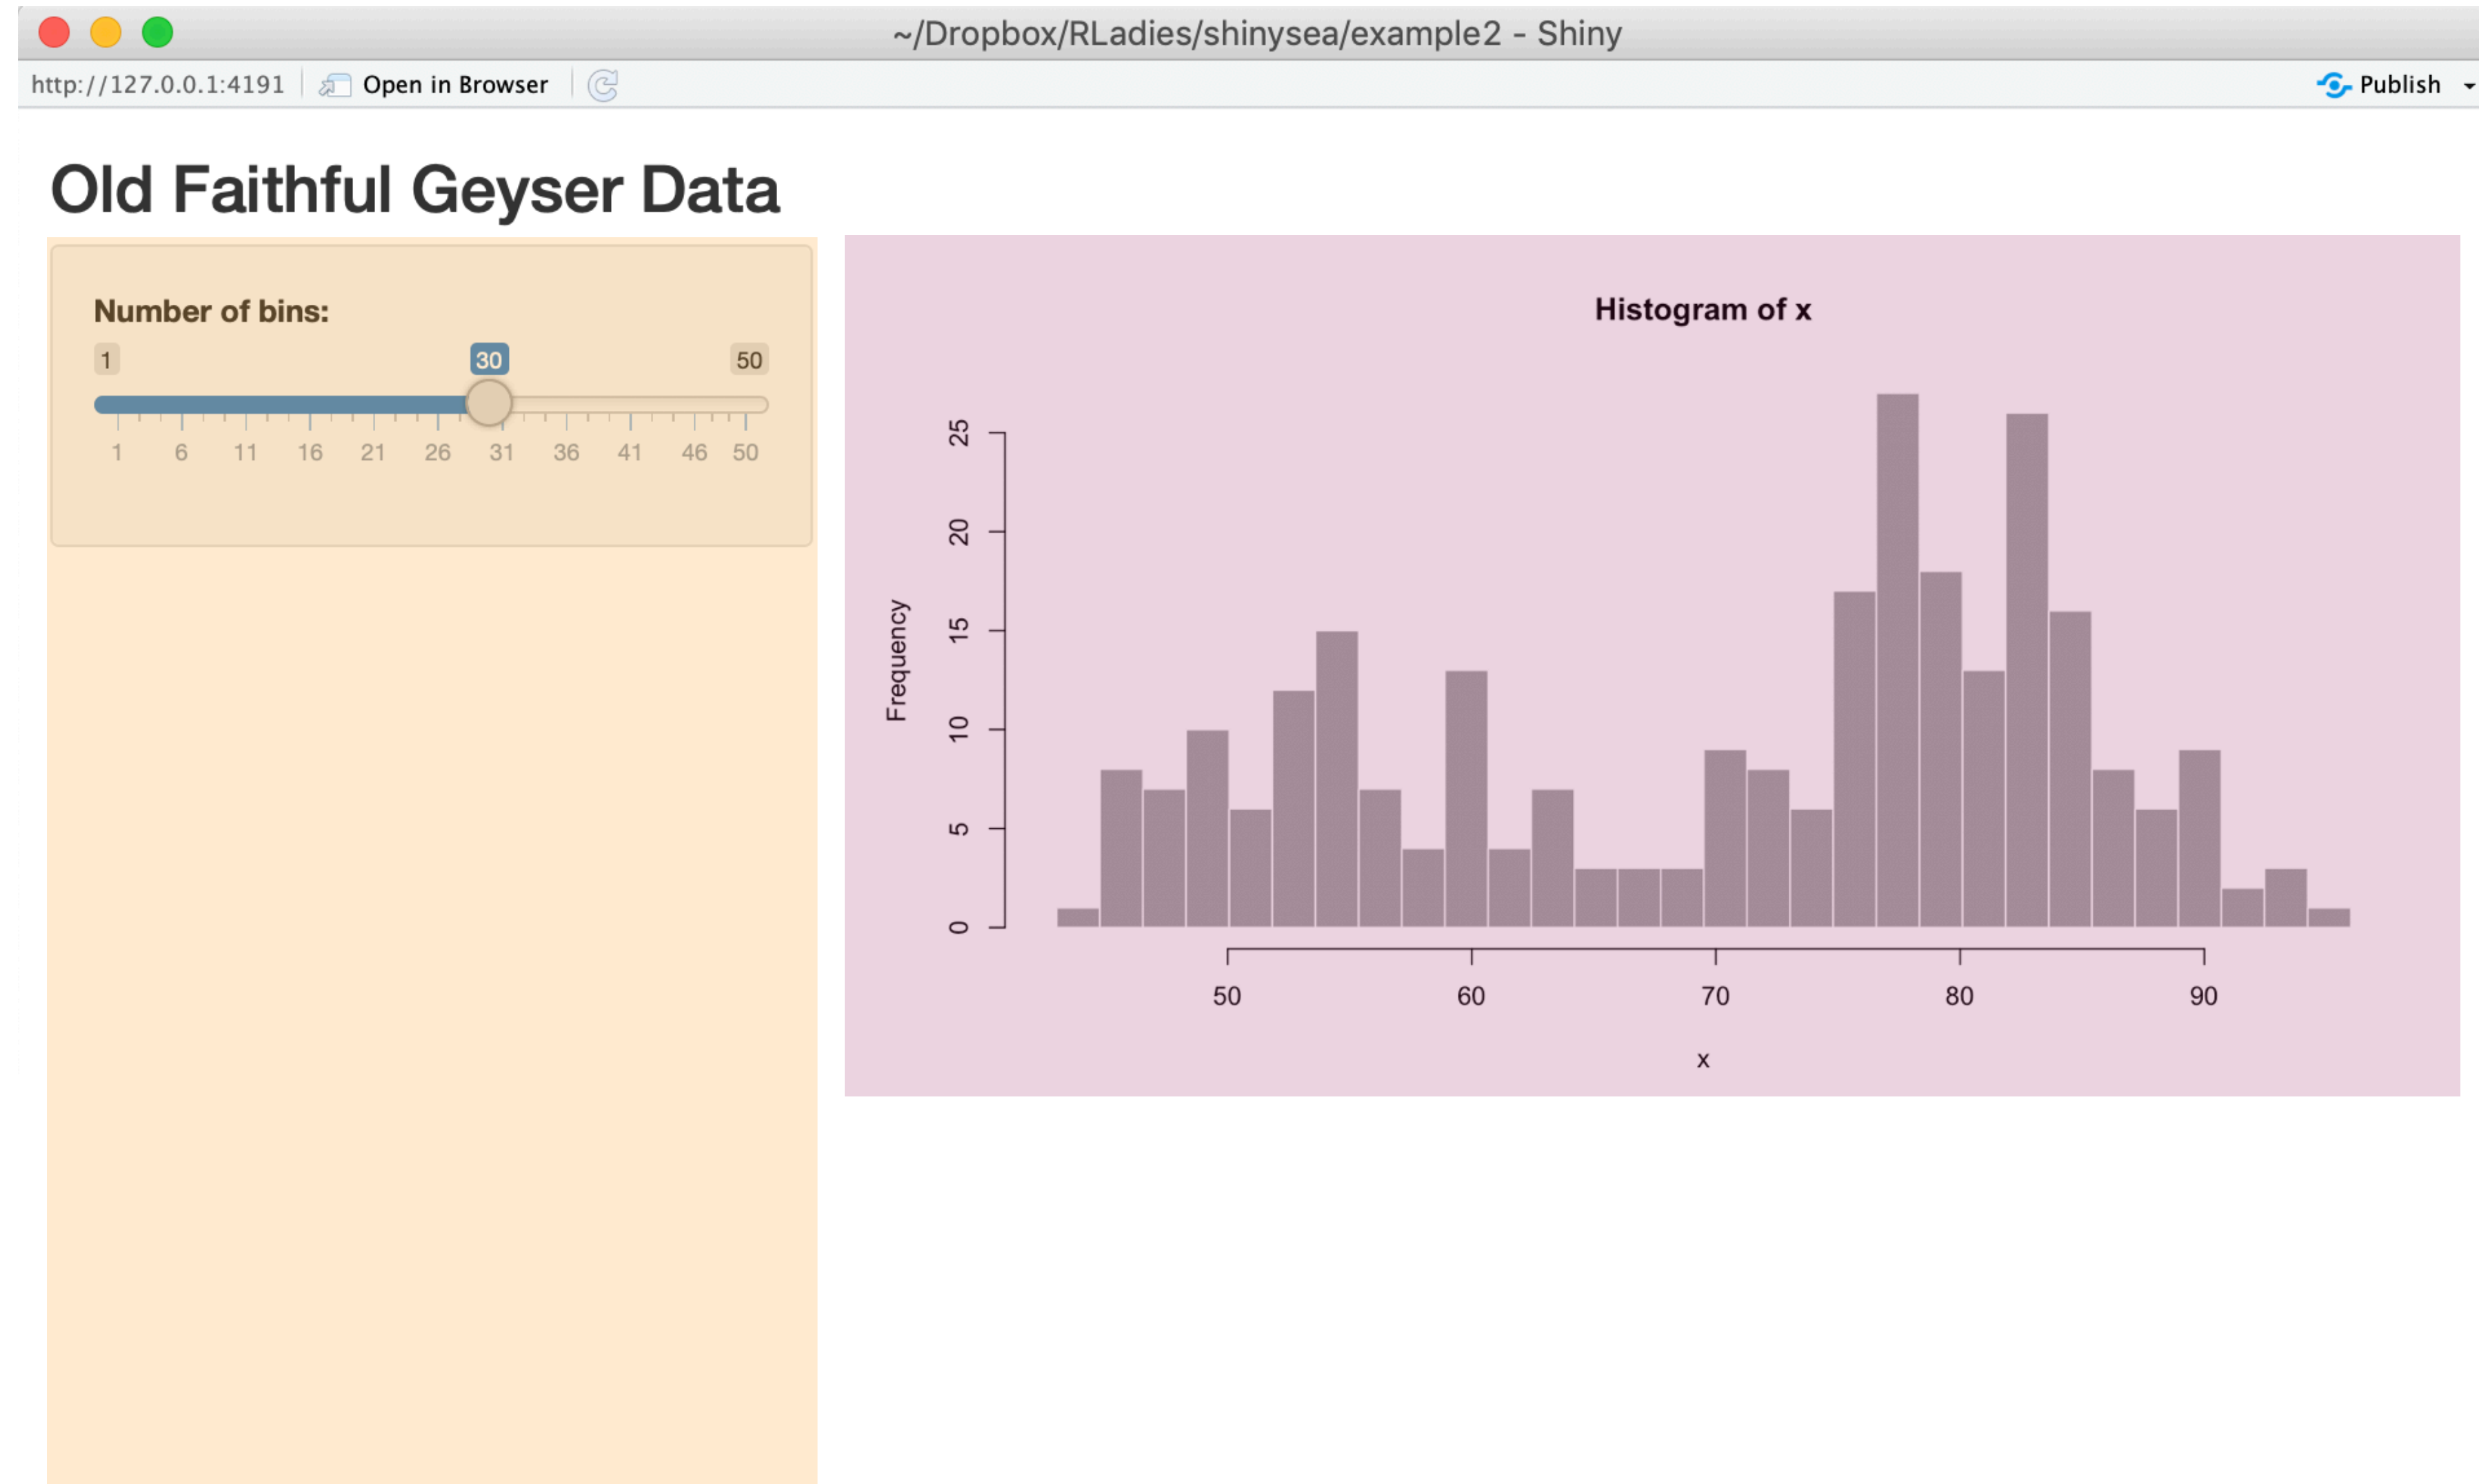 ~/Dropbox/RLadies/shinysea/example2 - Shiny
http://127.0.0.1:4191 Open in Browser Publish
Old Faithful Geyser Data
Number of bins:
1 30 50
1 6 11 16 21 26 31 36 41 46 50
Histogram of x
Frequency
25
20
15
10
5
0
50 60 70 80 90
x